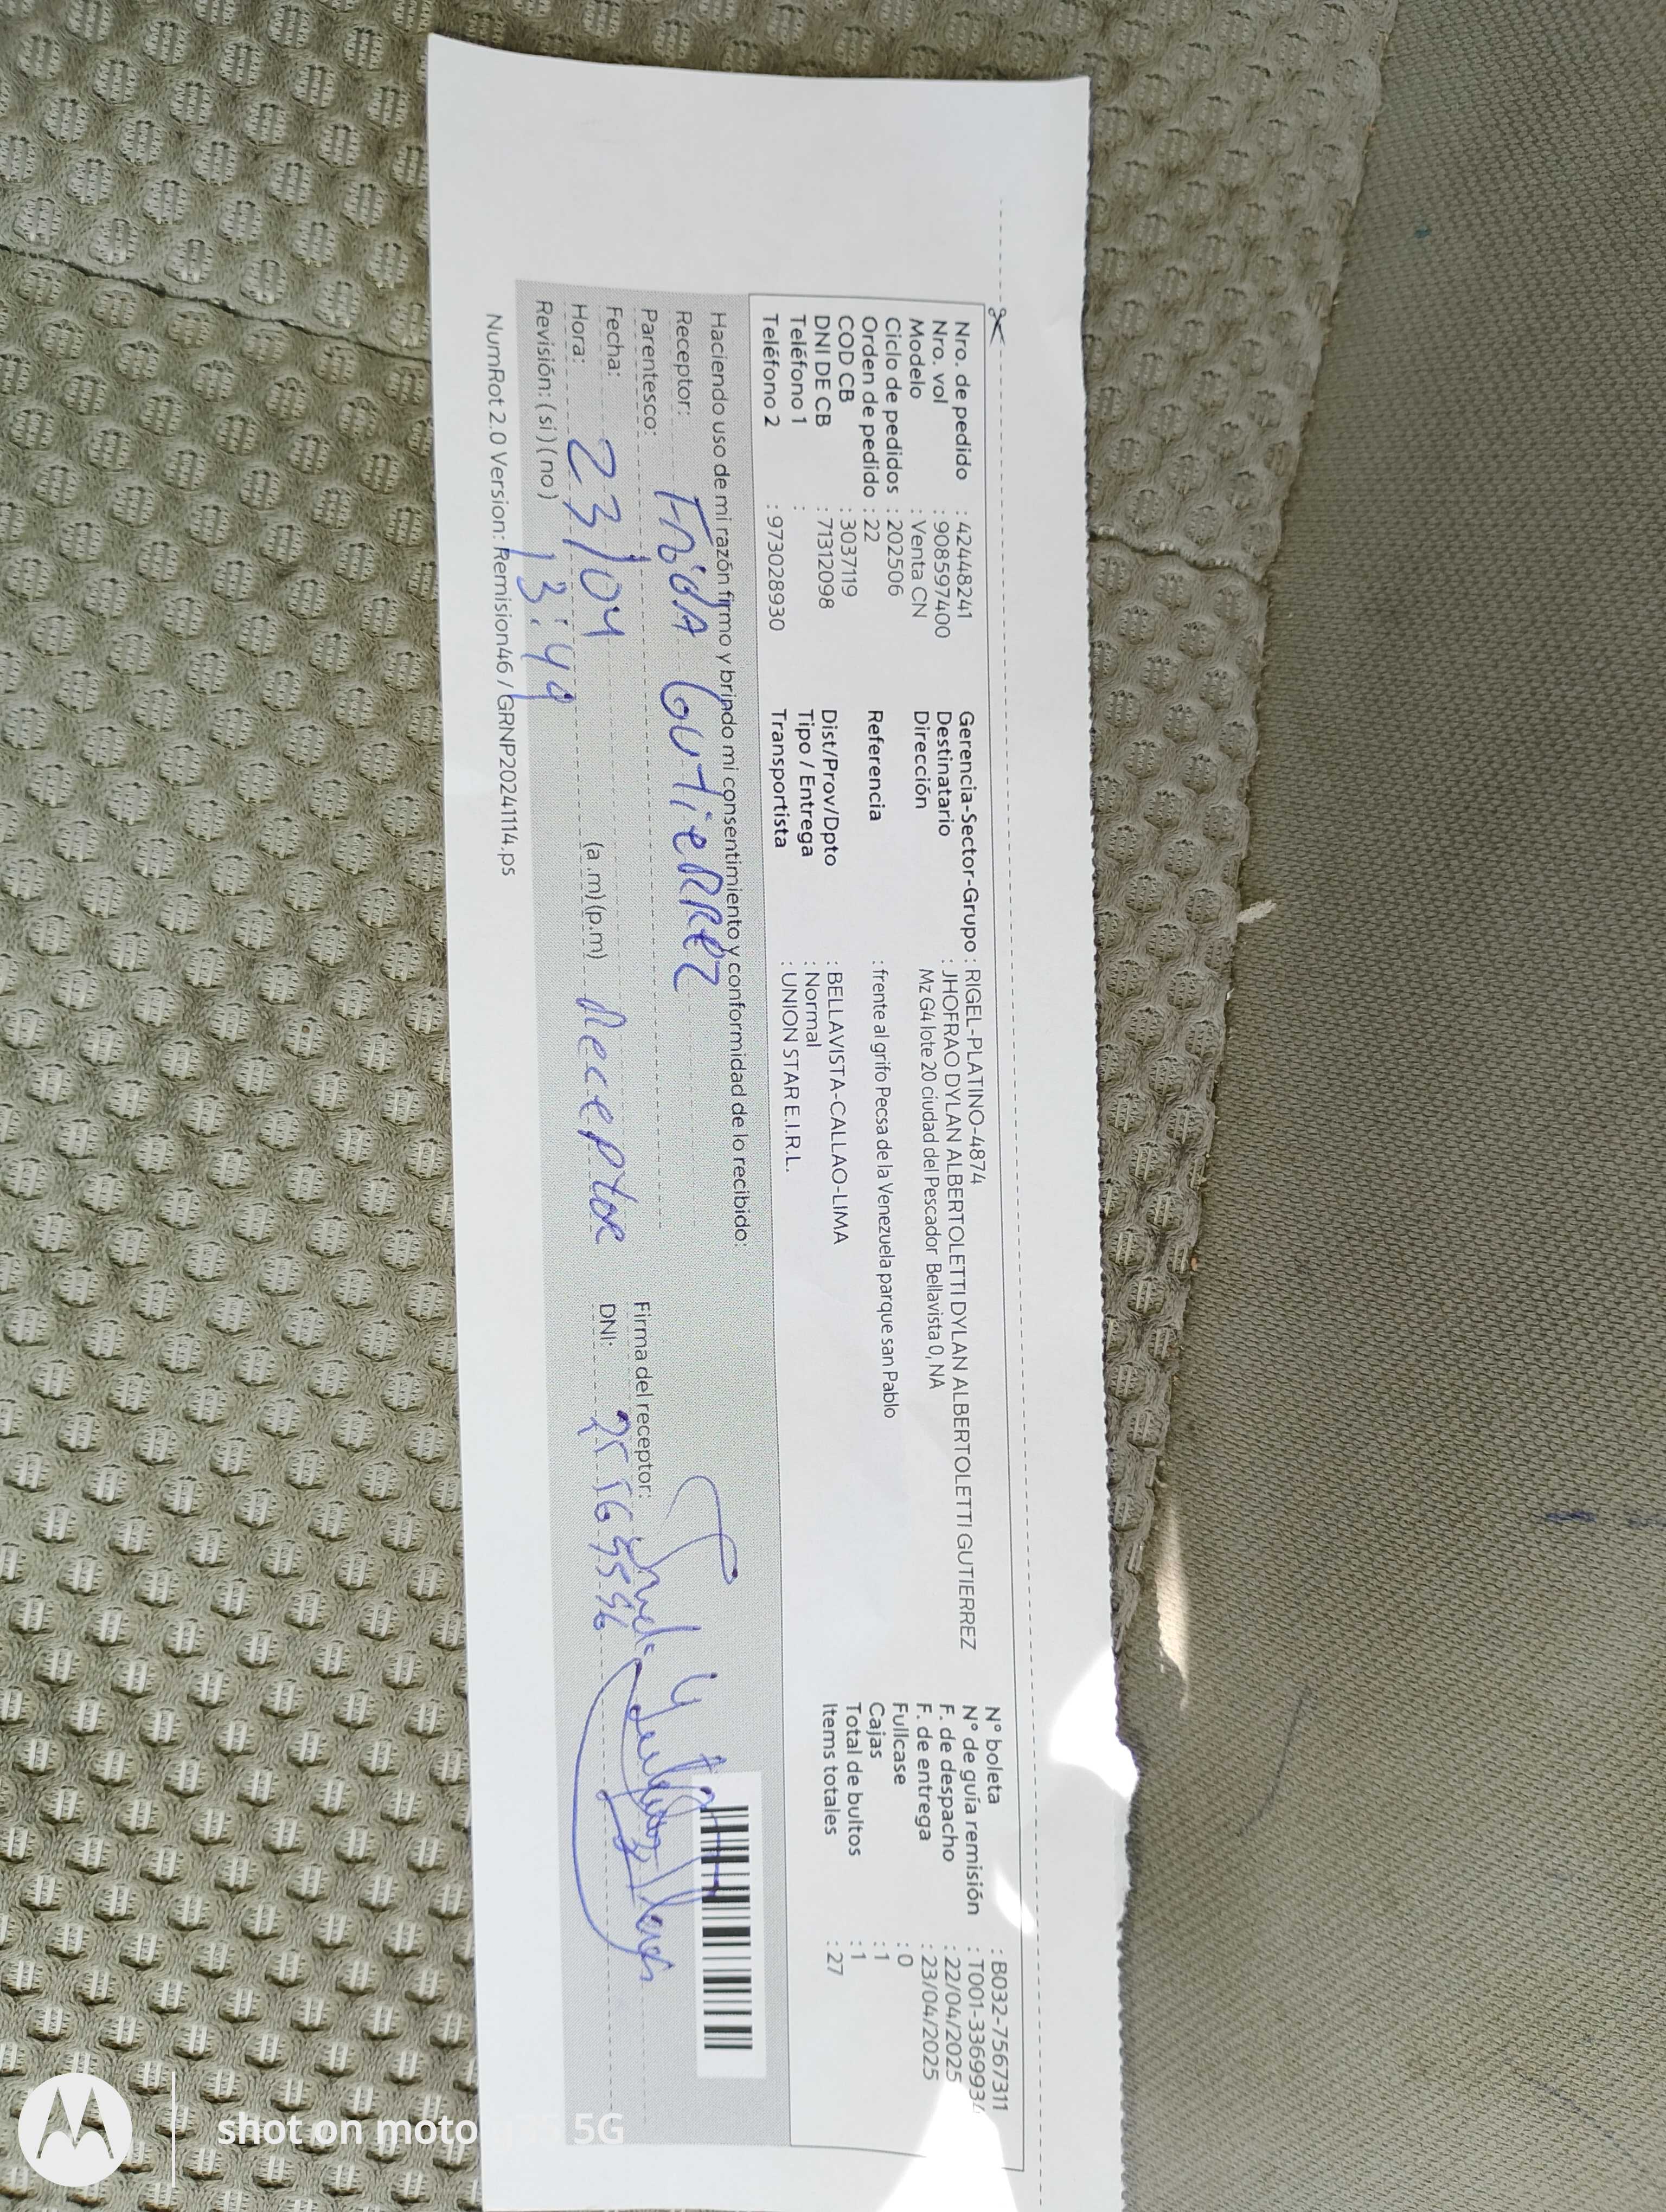 Nro. de pedido : 42448241
Nro. vol : 908597400
Modelo : Venta CN
Ciclo de pedidos : 202506
Orden de pedido : 22
COD CB : 3037119
DNI DE CB : 71312098
Teléfono 1 :
Teléfono 2 : 973028930
Gerencia-Sector-Grupo : RIGEL-PLATINO-4874
Destinatario : JHOFRAO DYLAN ALBERTOLETTI DYLAN ALBERTOLETTI GUTIERREZ
Dirección Mz G4 lote 20 ciudad del Pescador Bellavista 0, NA
Referencia : frente al grifo Pecsa de la Venezuela parque san Pablo
Dist/Prov/Dpto : BELLAVISTA-CALLAO-LIMA
Tipo / Entrega : Normal
Transportista : UNION STAR E.I.R.L.
N° boleta : B032-7567311
N° de guía remisión : T001-3369934
F. de despacho : 22/04/2025
F. de entrega : 23/04/2025
Fullcase : 0
Cajas : 1
Total de bultos : 1
Items totales : 27
Haciendo uso de mi razón firmo y brindo mi consentimiento y conformidad de lo recibido:
Receptor: FRIDA GUTIERREZ
Parentesco:
Fecha: 23/04
Hora: 13:44 (a.m)(p.m) Receptor
Revisión: (si) (no)
Firma del receptor:
DNI:
NumRot 2.0 Version: Remision46 / GRNP20241114.ps
shot on moto g75 5G